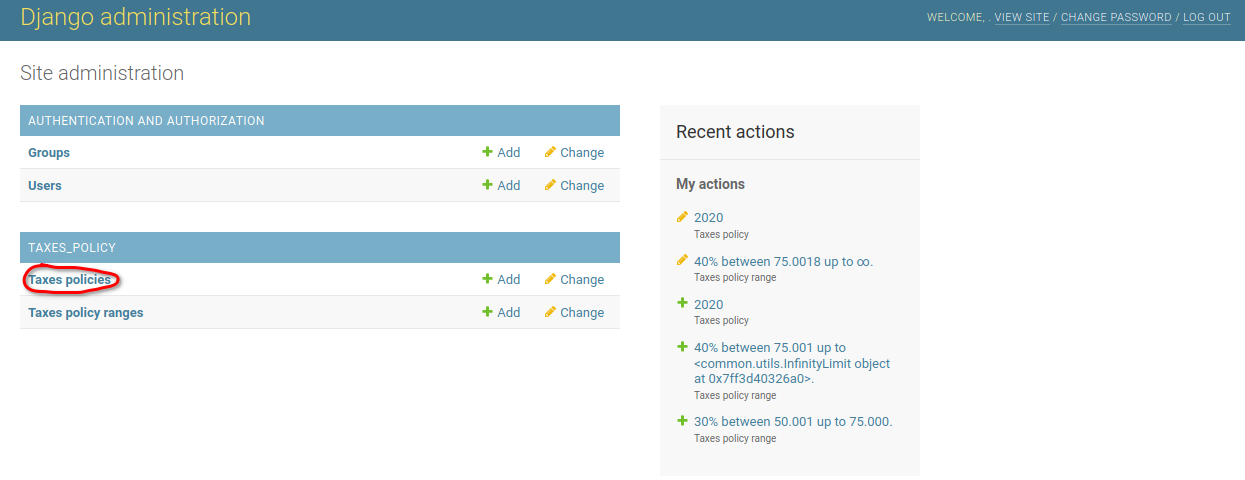 Django administration
WELCOME, . VIEW SITE / CHANGE PASSWORD / LOG OUT
Site administration
AUTHENTICATION AND AUTHORIZATION
Groups Add Change
Users Add Change
TAXES_POLICY
Taxes policies Add Change
Taxes policy ranges Add Change
Recent actions
My actions
2020
Taxes policy
40% between 75.0018 up to ∞.
Taxes policy range
2020
Taxes policy
40% between 75.001 up to
<common.utils.InfinityLimit object
at 0x7ff3d40326a0>.
Taxes policy range
30% between 50.001 up to 75.000.
Taxes policy range